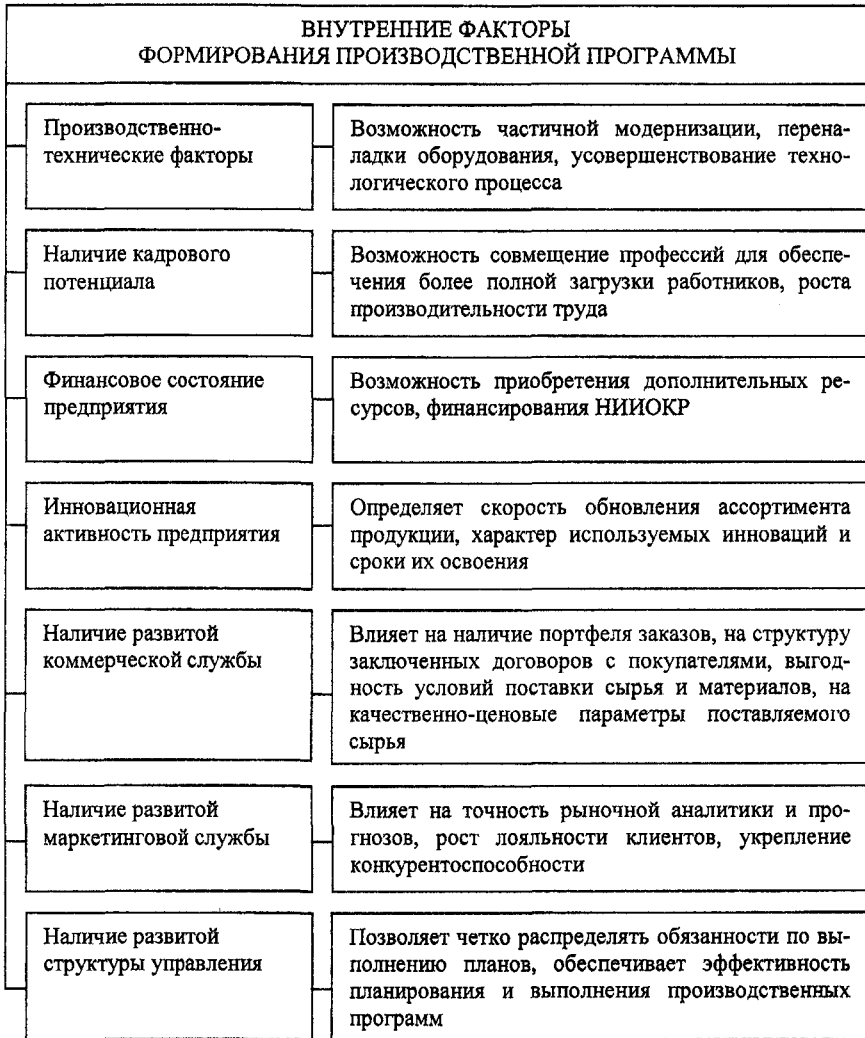 ВНУТРЕННИЕ ФАКТОРЫ
ФОРМИРОВАНИЯ ПРОИЗВОДСТВЕННОЙ ПРОГРАММЫ
Производственно-
технические факторы
Возможность частичной модернизации, перена-
ладки оборудования, усовершенствование техно-
логического процесса
Наличие кадрового
потенциала
Возможность совмещение профессий для обеспе-
чения более полной загрузки работников, роста
производительности труда
Финансовое состояние
предприятия
Возможность приобретения дополнительных ре-
сурсов, финансирования НИИОКР
Инновационная
активность предприятия
Определяет скорость обновления ассортимента
продукции, характер используемых инноваций и
сроки их освоения
Наличие развитой
коммерческой службы
Влияет на наличие портфеля заказов, на структуру
заключенных договоров с покупателями, выгод-
ность условий поставки сырья и материалов, на
качественно-ценовые параметры поставляемого
сырья
Наличие развитой
маркетинговой службы
Влияет на точность рыночной аналитики и про-
гнозов, рост лояльности клиентов, укрепление
конкурентоспособности
Наличие развитой
структуры управления
Позволяет четко распределять обязанности по вы-
полнению планов, обеспечивает эффективность
планирования и выполнения производственных
программ